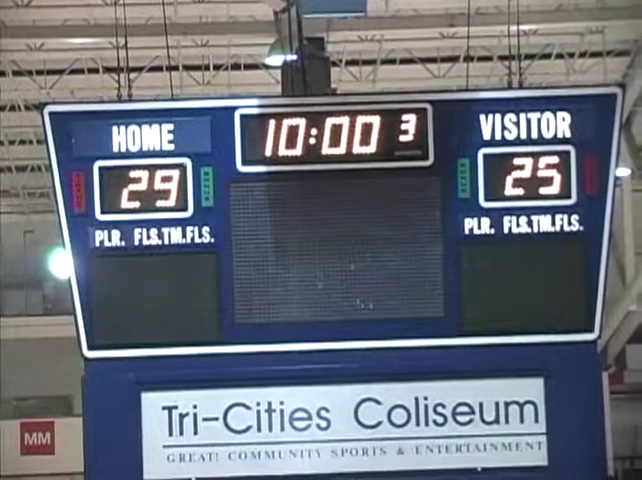 HOME 10:00 3 VISITOR
29 25
PLR. FLS.TM.FLS. PLR. FLS.TM.FLS.
Tri-Cities Coliseum
GREAT! COMMUNITY SPORTS & ENTERTAINMENT
MM